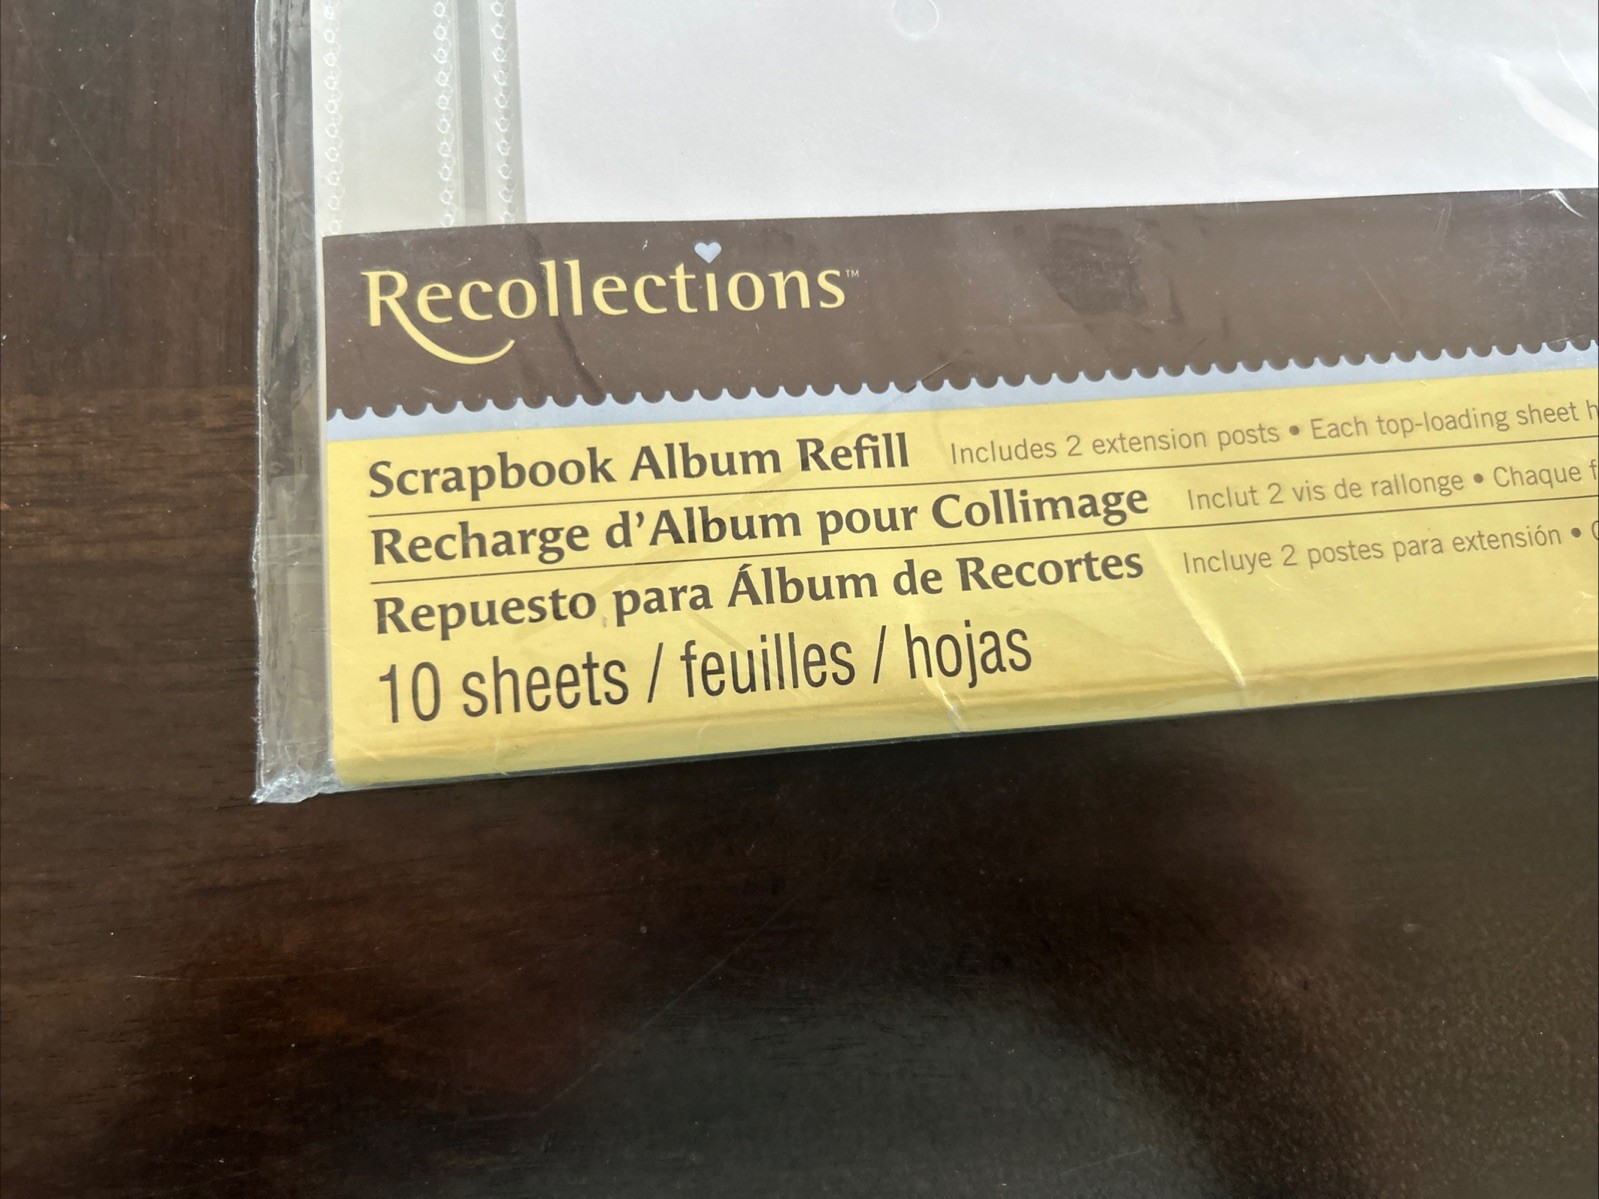 Recollections™
Scrapbook Album Refill Includes 2 extension posts • Each top-loading sheet
Recharge d'Album pour Collimage Inclut 2 vis de rallonge • Chaque
Repuesto para Álbum de Recortes Incluye 2 postes para extensión •
10 sheets / feuilles / hojas